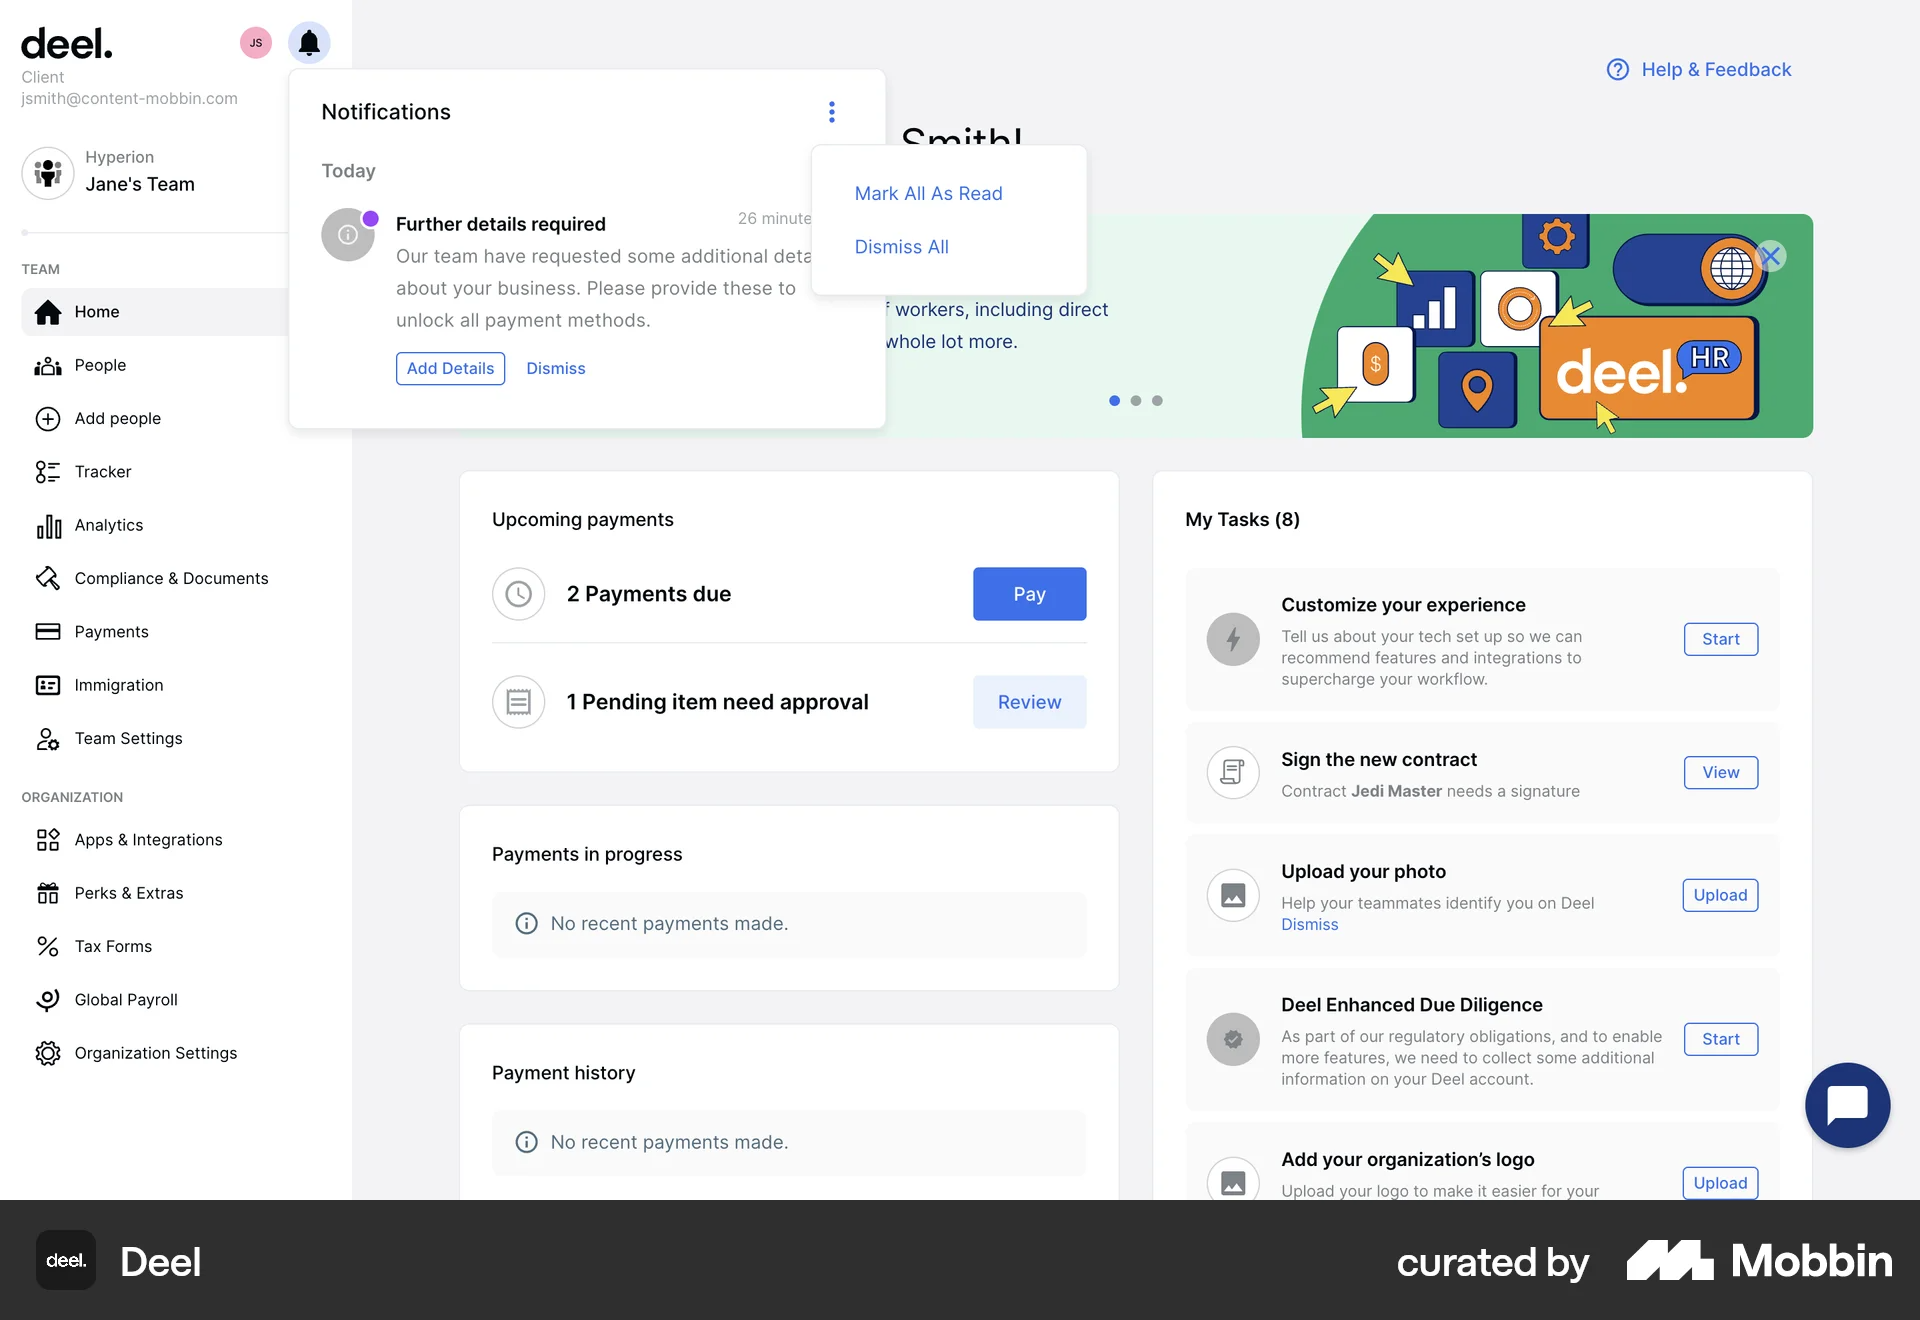 deel.
JS
Client
jsmith@content-mobbin.com
Hyperion
Jane's Team
TEAM
Home
People
Add people
Tracker
Analytics
Compliance & Documents
Payments
Immigration
Team Settings
ORGANIZATION
Apps & Integrations
Perks & Extras
Tax Forms
Global Payroll
Organization Settings
Notifications
Today
Further details required
26 minute
Our team have requested some additional deta
about your business. Please provide these to
unlock all payment methods.
Add Details
Dismiss
Mark All As Read
Dismiss All
Help & Feedback
Smith!
f workers, including direct
whole lot more.
$
deel.
HR
Upcoming payments
2 Payments due
Pay
1 Pending item need approval
Review
Payments in progress
No recent payments made.
Payment history
No recent payments made.
My Tasks (8)
Customize your experience
Tell us about your tech set up so we can
recommend features and integrations to
supercharge your workflow.
Start
Sign the new contract
Contract Jedi Master needs a signature
View
Upload your photo
Help your teammates identify you on Deel
Dismiss
Upload
Deel Enhanced Due Diligence
As part of our regulatory obligations, and to enable
more features, we need to collect some additional
information on your Deel account.
Start
Add your organization’s logo
Upload your logo to make it easier for your
Upload
deel.
Deel
curated by
Mobbin